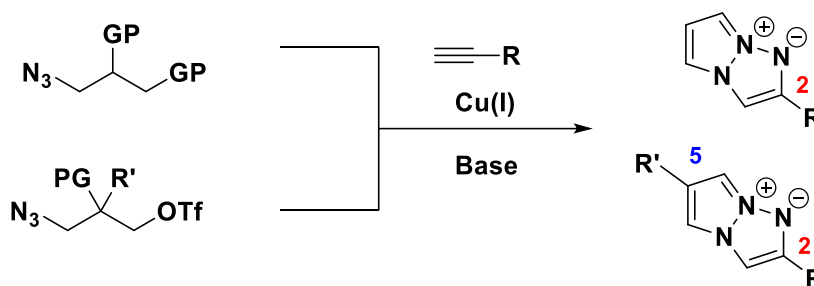 GP
N₃
GP
PG R'
N₃
OTf
≡ R
Cu(I)
Base
N⁺ N⁻
N
2
R
R' 5
N⁺ N⁻
N
2
R